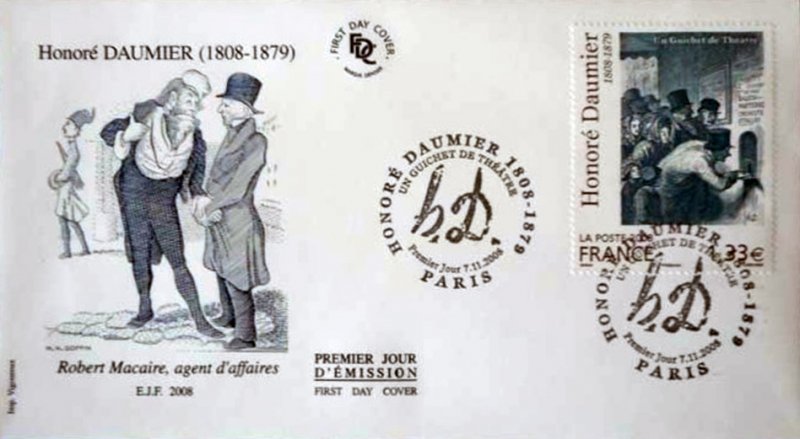 Honoré DAUMIER (1808-1879)
FIRST DAY COVER
FDC
M.M. GOFFIN
Robert Macaire, agent d'affaires
E.J.F. 2008
PREMIER JOUR
D'ÉMISSION
FIRST DAY COVER
HONORÉ DAUMIER 1808-1879
UN GUICHET DE THÉATRE
h.D.
Premier Jour 7.11.2008
PARIS
Honoré Daumier
1808-1879
Un Guichet de Théatre
LA POSTE
FRANCE
33€
HONORÉ DAUMIER 1808-1879
UN GUICHET DE THÉATRE
h.D.
Premier Jour 7.11.2008
PARIS